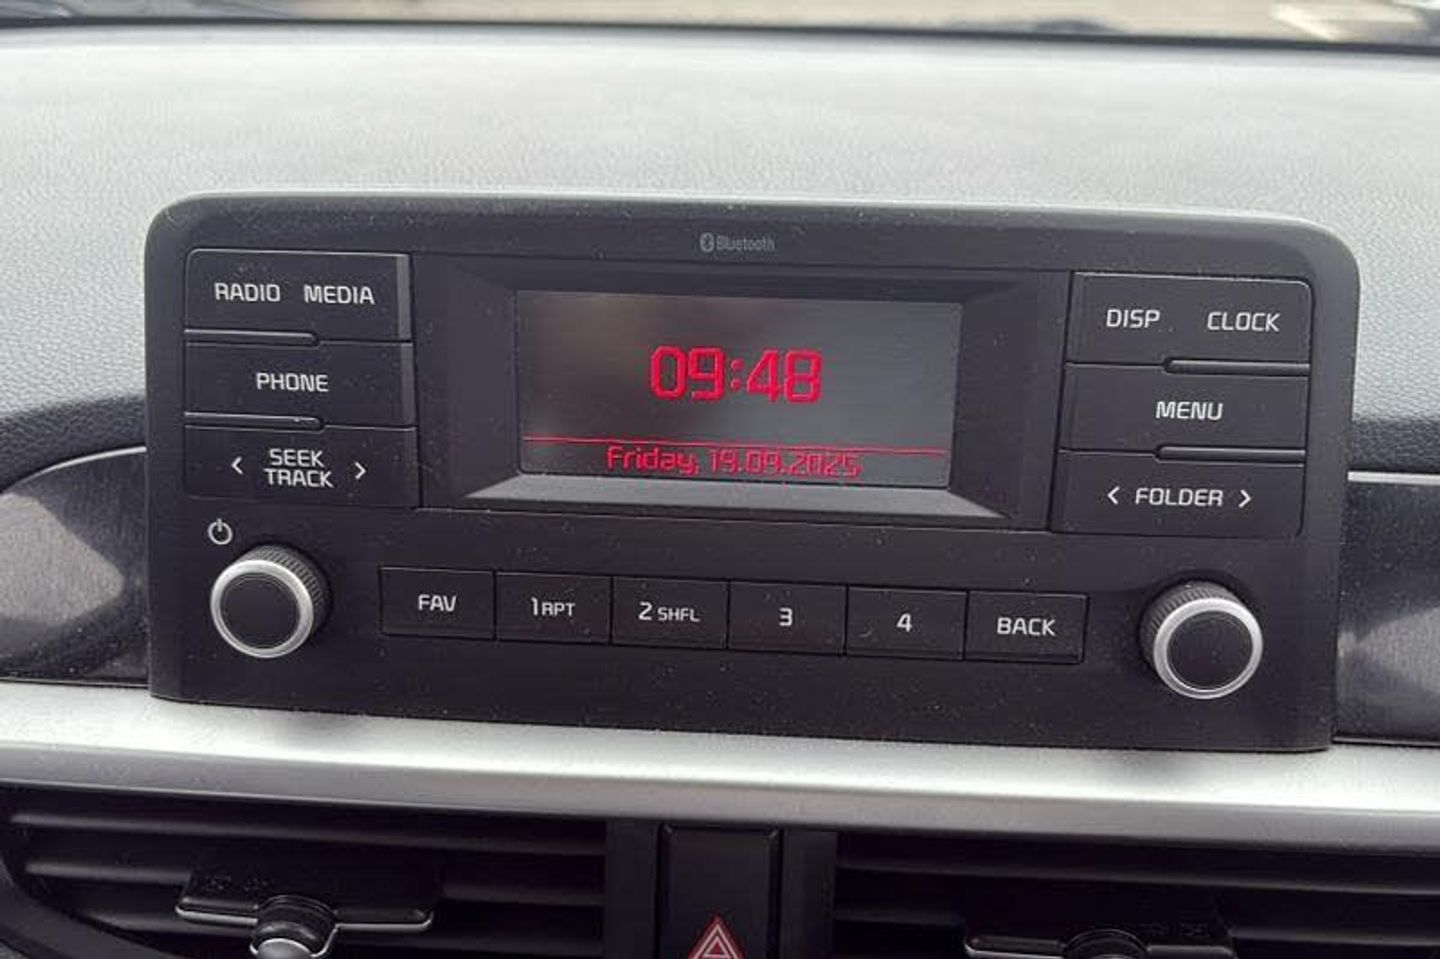 Bluetooth
RADIO MEDIA
PHONE
< SEEK TRACK >
09:48
Friday, 19.09.2025
DISP CLOCK
MENU
< FOLDER >
FAV 1 RPT 2 SHFL 3 4 BACK